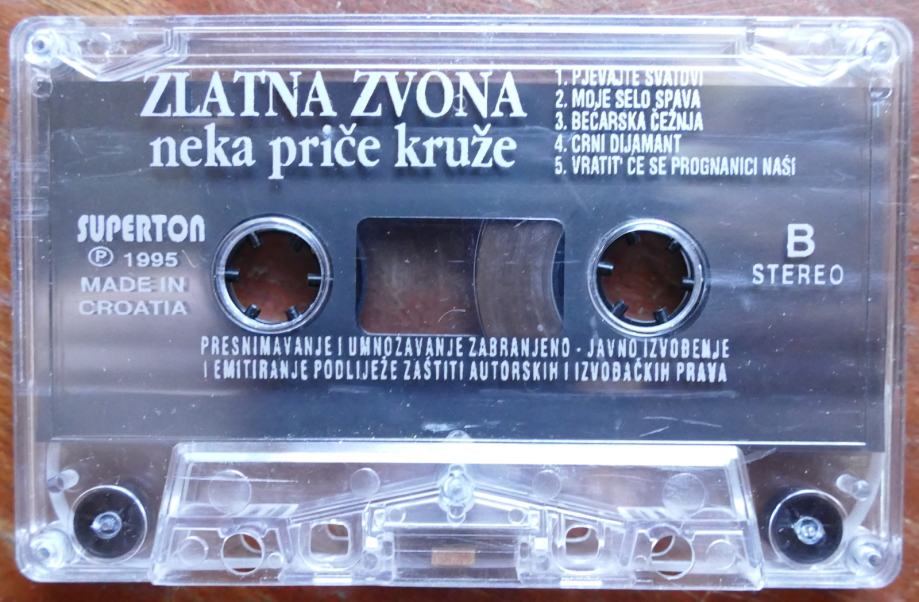 ZLATNA ZVONA
neka priče kruže
1. PJEVAJTE SVATOVI
2. MOJE SELO SPAVA
3. BEĆARSKA ČEŽNJA
4. CRNI DIJAMANT
5. VRATIT' ĆE SE PROGNANICI NAŠI
SUPERTON
Ⓟ 1995
MADE IN
CROATIA
B
STEREO
PRESNIMAVANJE I UMNOŽAVANJE ZABRANJENO - JAVNO IZVOĐENJE
I EMITIRANJE PODLIJEŽE ZAŠTITI AUTORSKIH I IZVOĐAČKIH PRAVA